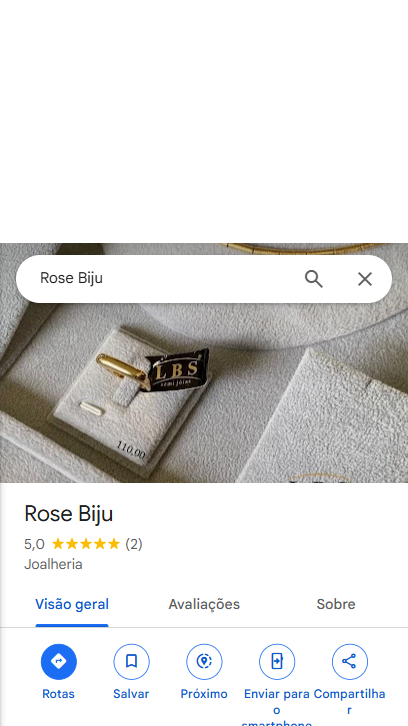 Rose Biju
LBS
semi jóias
110,00
Rose Biju
5,0 (2)
Joalheria
Visão geral Avaliações Sobre
Rotas Salvar Próximo Enviar para o smartphone Compartilhar